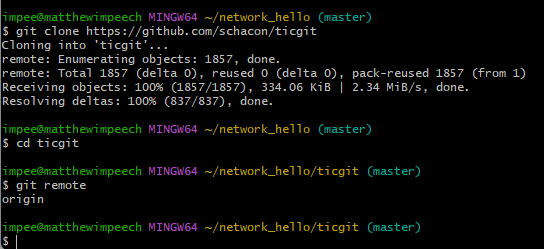 impee@matthewimpeech MINGW64 ~/network_hello (master)
$ git clone https://github.com/schacon/ticgit
Cloning into 'ticgit'...
remote: Enumerating objects: 1857, done.
remote: Total 1857 (delta 0), reused 0 (delta 0), pack-reused 1857 (from 1)
Receiving objects: 100% (1857/1857), 334.06 KiB | 2.34 MiB/s, done.
Resolving deltas: 100% (837/837), done.
impee@matthewimpeech MINGW64 ~/network_hello (master)
$ cd ticgit
impee@matthewimpeech MINGW64 ~/network_hello/ticgit (master)
$ git remote
origin
impee@matthewimpeech MINGW64 ~/network_hello/ticgit (master)
$